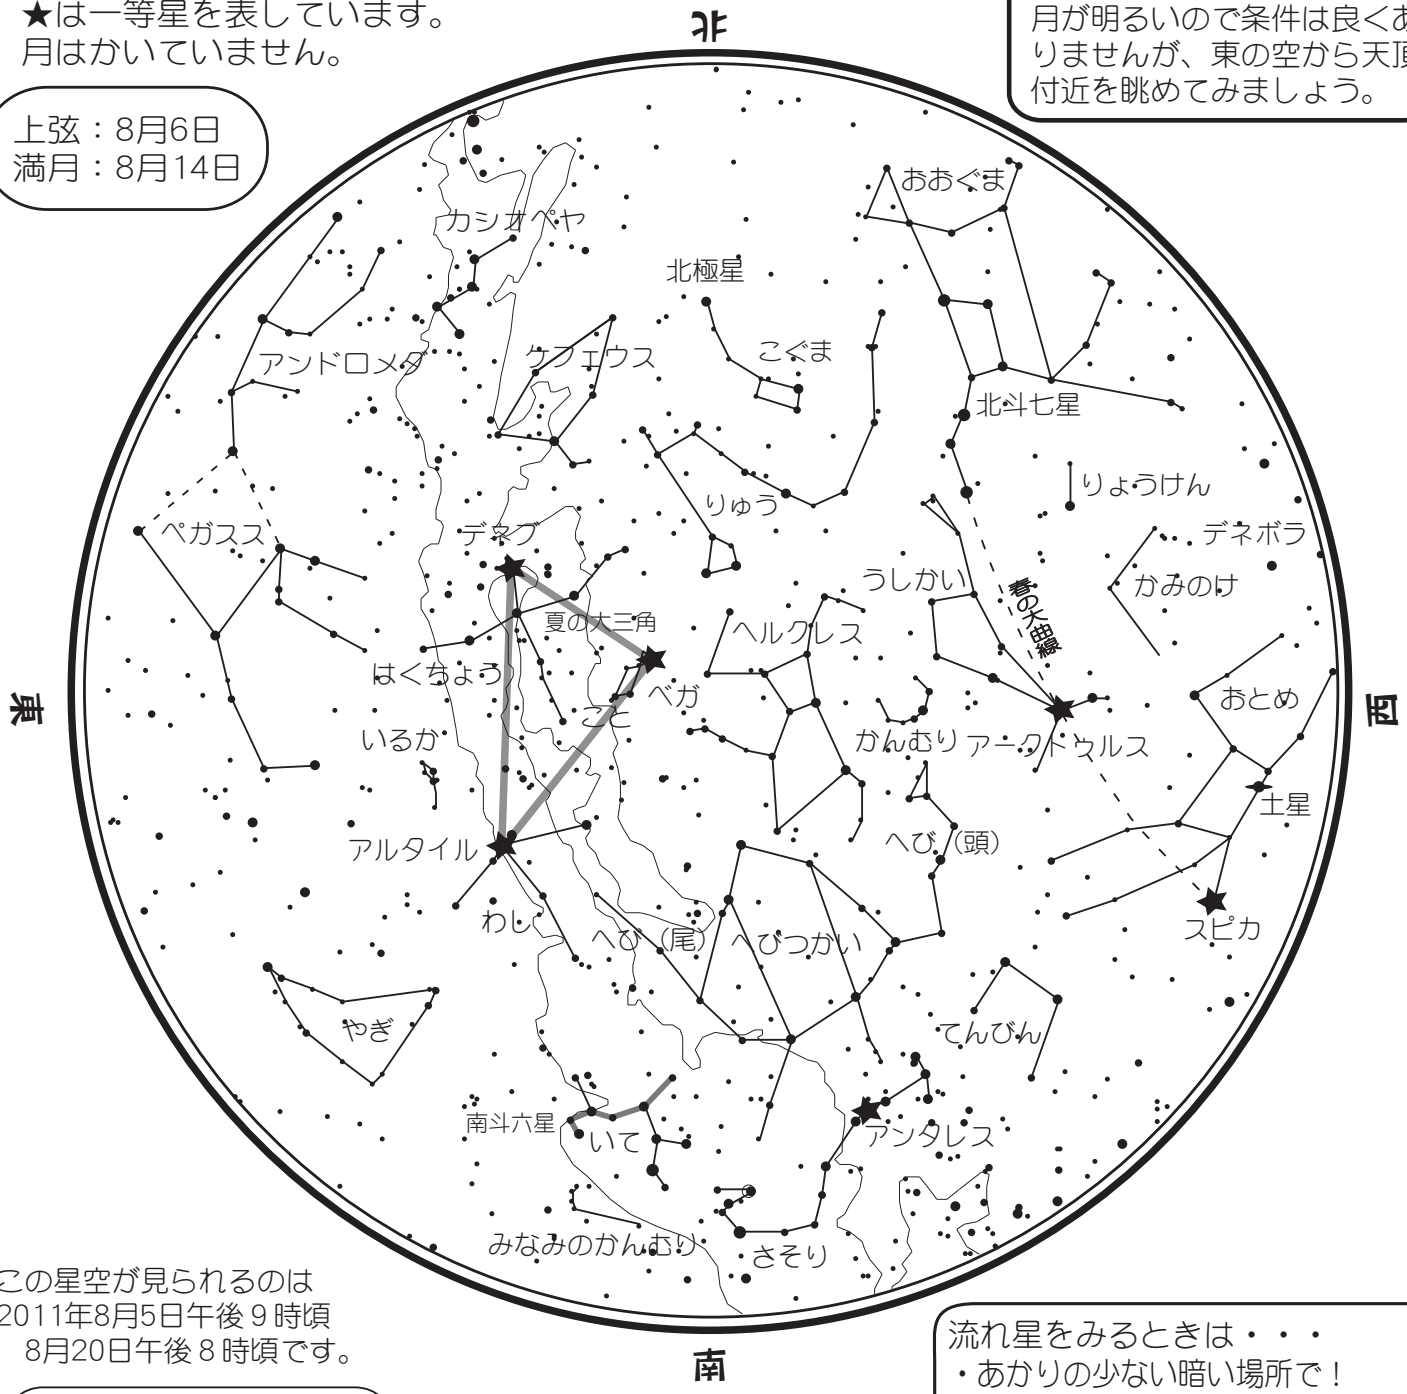 ★は一等星を表しています。
月はかいていません。
上弦：8月6日
満月：8月14日
北
月が明るいので条件は良くあ
りませんが、東の空から天頂
付近を眺めてみましょう。
おおぐま
カシオペヤ
北極星
アンドロメダ
ケフェウス
こぐま
北斗七星
りゅう
りょうけん
ペガスス
デネブ
デネボラ
うしかい
かみのけ
春の大曲線
夏の大三角
ヘルクレス
はくちょう
ベガ
こと
おとめ
東
西
いるか
かんむり
アークトゥルス
土星
アルタイル
へび（頭）
わし
へび（尾）
へびつかい
スピカ
やぎ
てんびん
南斗六星
いて
アンタレス
みなみのかんむり
さそり
この星空が見られるのは
2011年8月5日午後９時頃
8月20日午後８時頃です。
南
流れ星をみるときは・・・
・あかりの少ない暗い場所で！